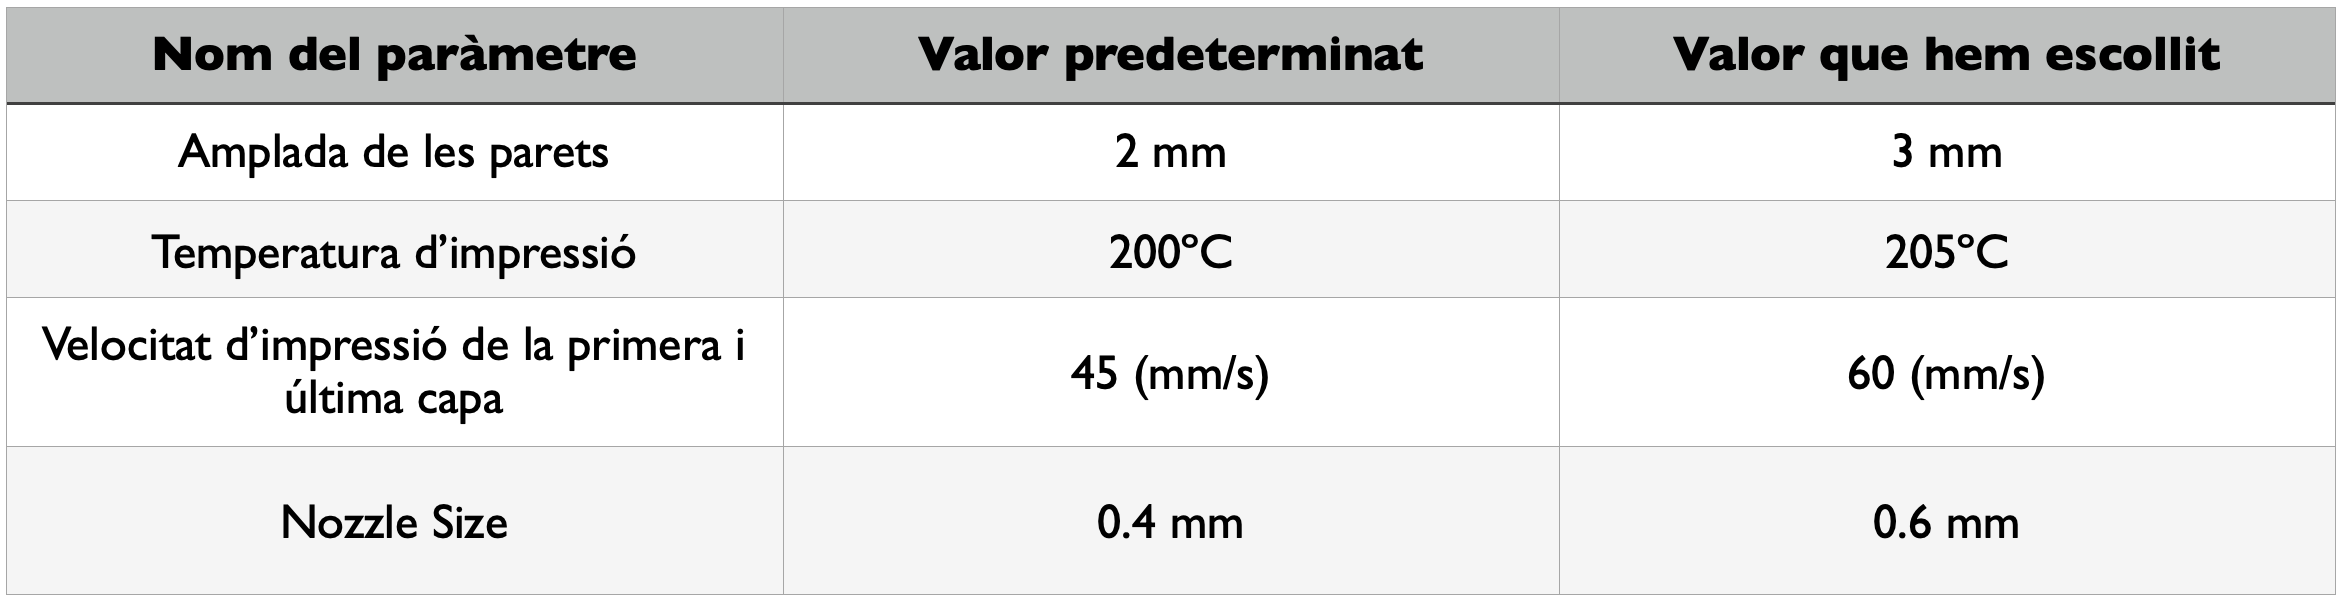 Nom del paràmetre Valor predeterminat Valor que hem escollit
Amplada de les parets 2 mm 3 mm
Temperatura d’impressió 200ºC 205ºC
Velocitat d’impressió de la primera i
última capa 45 (mm/s) 60 (mm/s)
Nozzle Size 0.4 mm 0.6 mm